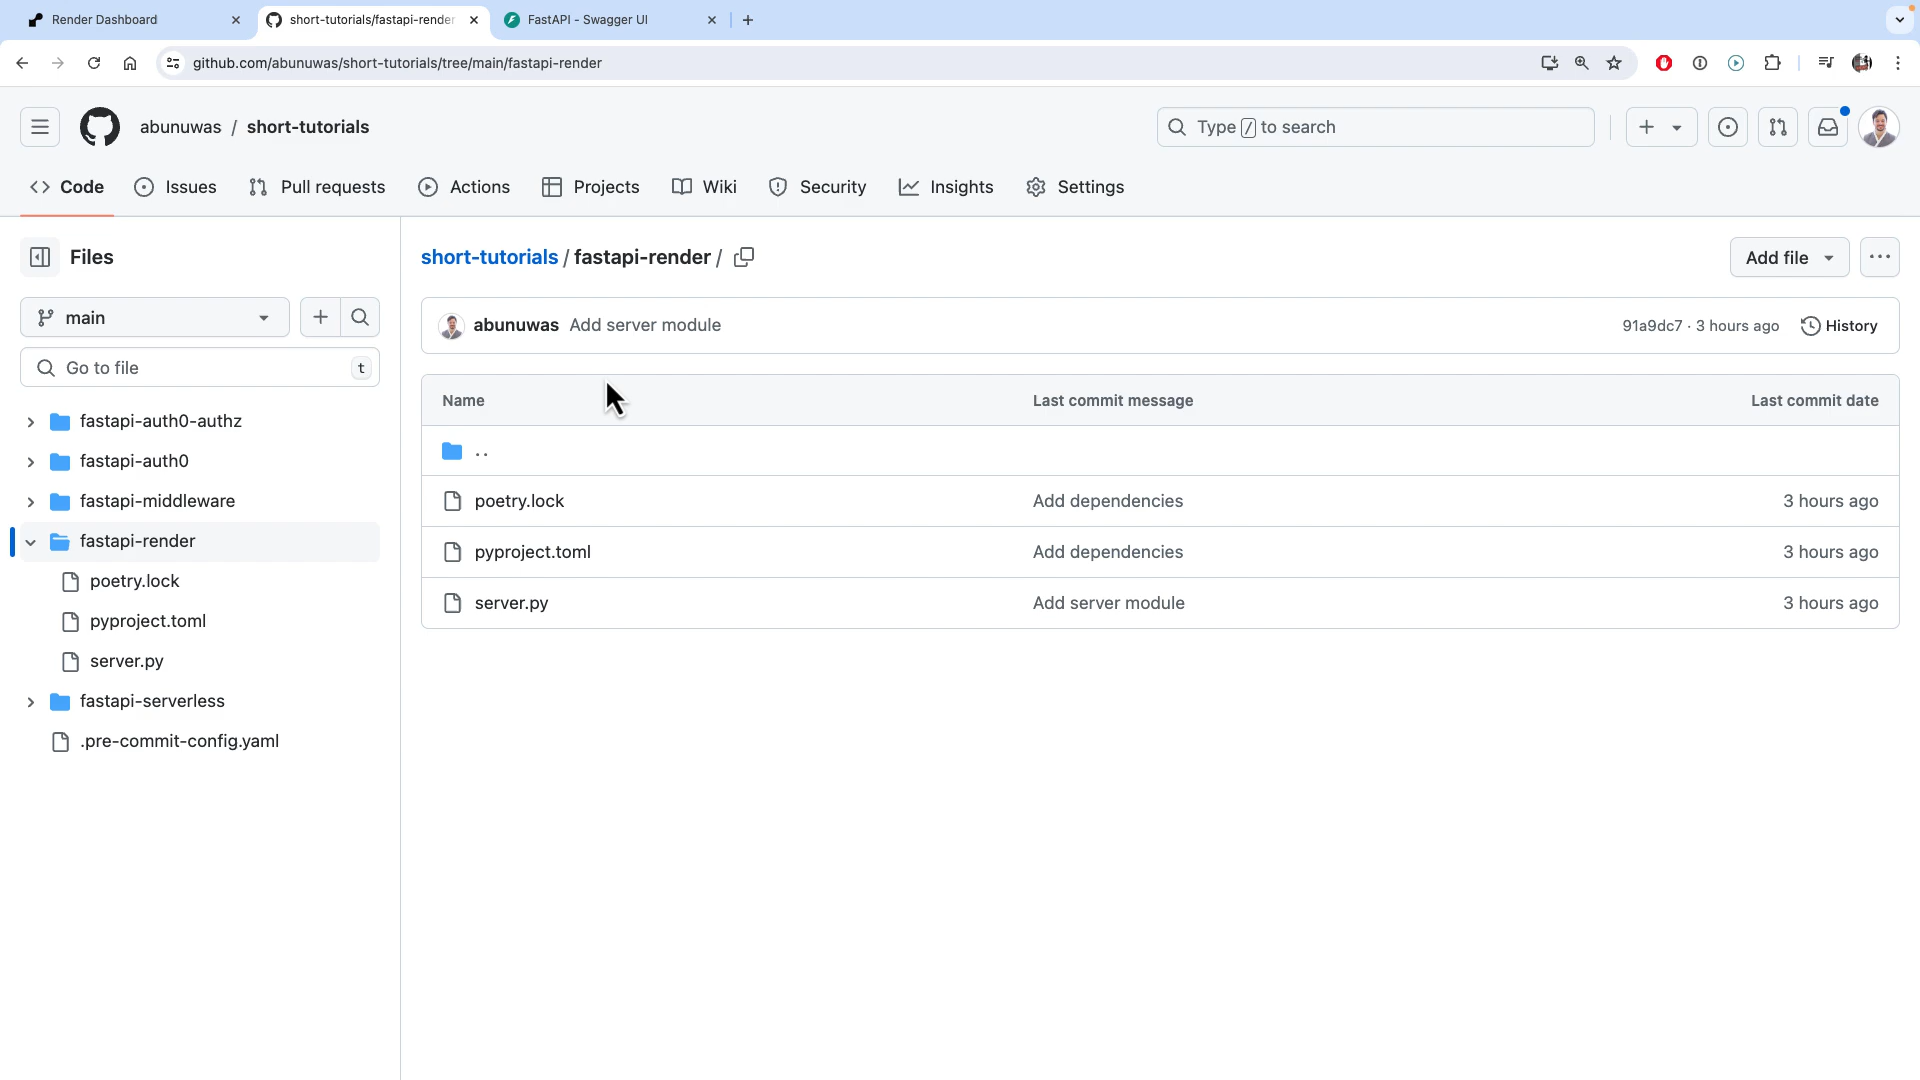 Render Dashboard
short-tutorials/fastapi-render
FastAPI - Swagger UI
github.com/abunuwas/short-tutorials/tree/main/fastapi-render
abunuwas / short-tutorials
Type / to search
Code
Issues
Pull requests
Actions
Projects
Wiki
Security
Insights
Settings
Files
main
Go to file
t
fastapi-auth0-authz
fastapi-auth0
fastapi-middleware
fastapi-render
poetry.lock
pyproject.toml
server.py
fastapi-serverless
.pre-commit-config.yaml
short-tutorials / fastapi-render /
Add file
abunuwas Add server module
91a9dc7 · 3 hours ago
History
Name Last commit message Last commit date
..
poetry.lock Add dependencies 3 hours ago
pyproject.toml Add dependencies 3 hours ago
server.py Add server module 3 hours ago